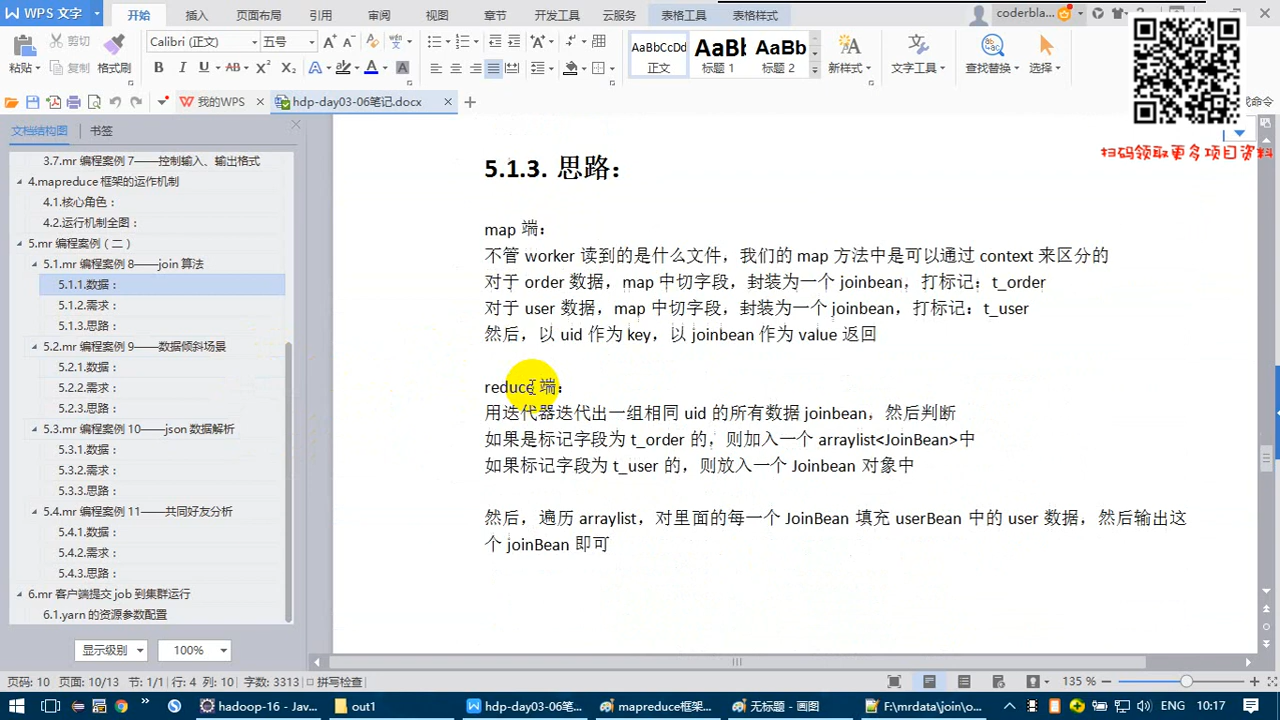 WPS 文字
开始
插入
页面布局
引用
审阅
视图
章节
开发工具
云服务
表格工具
表格样式
coderbla...
粘贴
剪切
复制
格式刷
Calibri (正文)
五号
B I U AB X² X₂
AaBbCcDd
正文
AaBb
标题 1
AaBb
标题 2
新样式
文字工具
查找替换
选择
我的WPS
hdp-day03-06笔记.docx
找命令
扫码领取更多项目资料
文档结构图
书签
3.7.mr 编程案例 7——控制输入、输出格式
4.mapreduce 框架的运作机制
4.1.核心角色：
4.2.运行机制全图：
5.mr 编程案例（二）
5.1.mr 编程案例 8——join 算法
5.1.1.数据：
5.1.2.需求：
5.1.3.思路：
5.2.mr 编程案例 9——数据倾斜场景
5.2.1.数据：
5.2.2.需求：
5.2.3.思路：
5.3.mr 编程案例 10——json 数据解析
5.3.1.数据：
5.3.2.需求：
5.3.3.思路：
5.4.mr 编程案例 11——共同好友分析
5.4.1.数据：
5.4.2.需求：
5.4.3.思路：
6.mr 客户端提交 job 到集群运行
6.1.yarn 的资源参数配置
显示级别
100%
5.1.3. 思路：
map 端：
不管 worker 读到的是什么文件，我们的 map 方法中是可以通过 context 来区分的
对于 order 数据，map 中切字段，封装为一个 joinbean，打标记：t_order
对于 user 数据，map 中切字段，封装为一个 joinbean，打标记：t_user
然后，以 uid 作为 key，以 joinbean 作为 value 返回
reduce 端：
用迭代器迭代出一组相同 uid 的所有数据 joinbean，然后判断
如果是标记字段为 t_order 的，则加入一个 arraylist<JoinBean>中
如果标记字段为 t_user 的，则放入一个 Joinbean 对象中
然后，遍历 arraylist，对里面的每一个 JoinBean 填充 userBean 中的 user 数据，然后输出这
个 joinBean 即可
页码: 10 页面: 10/13 节: 1/1 行: 4 列: 10 字数: 3313 拼写检查
135 %
hadoop-16 - Jav...
out1
hdp-day03-06笔...
mapreduce框架...
无标题 - 画图
F:\mrdata\join\o...
ENG 10:17